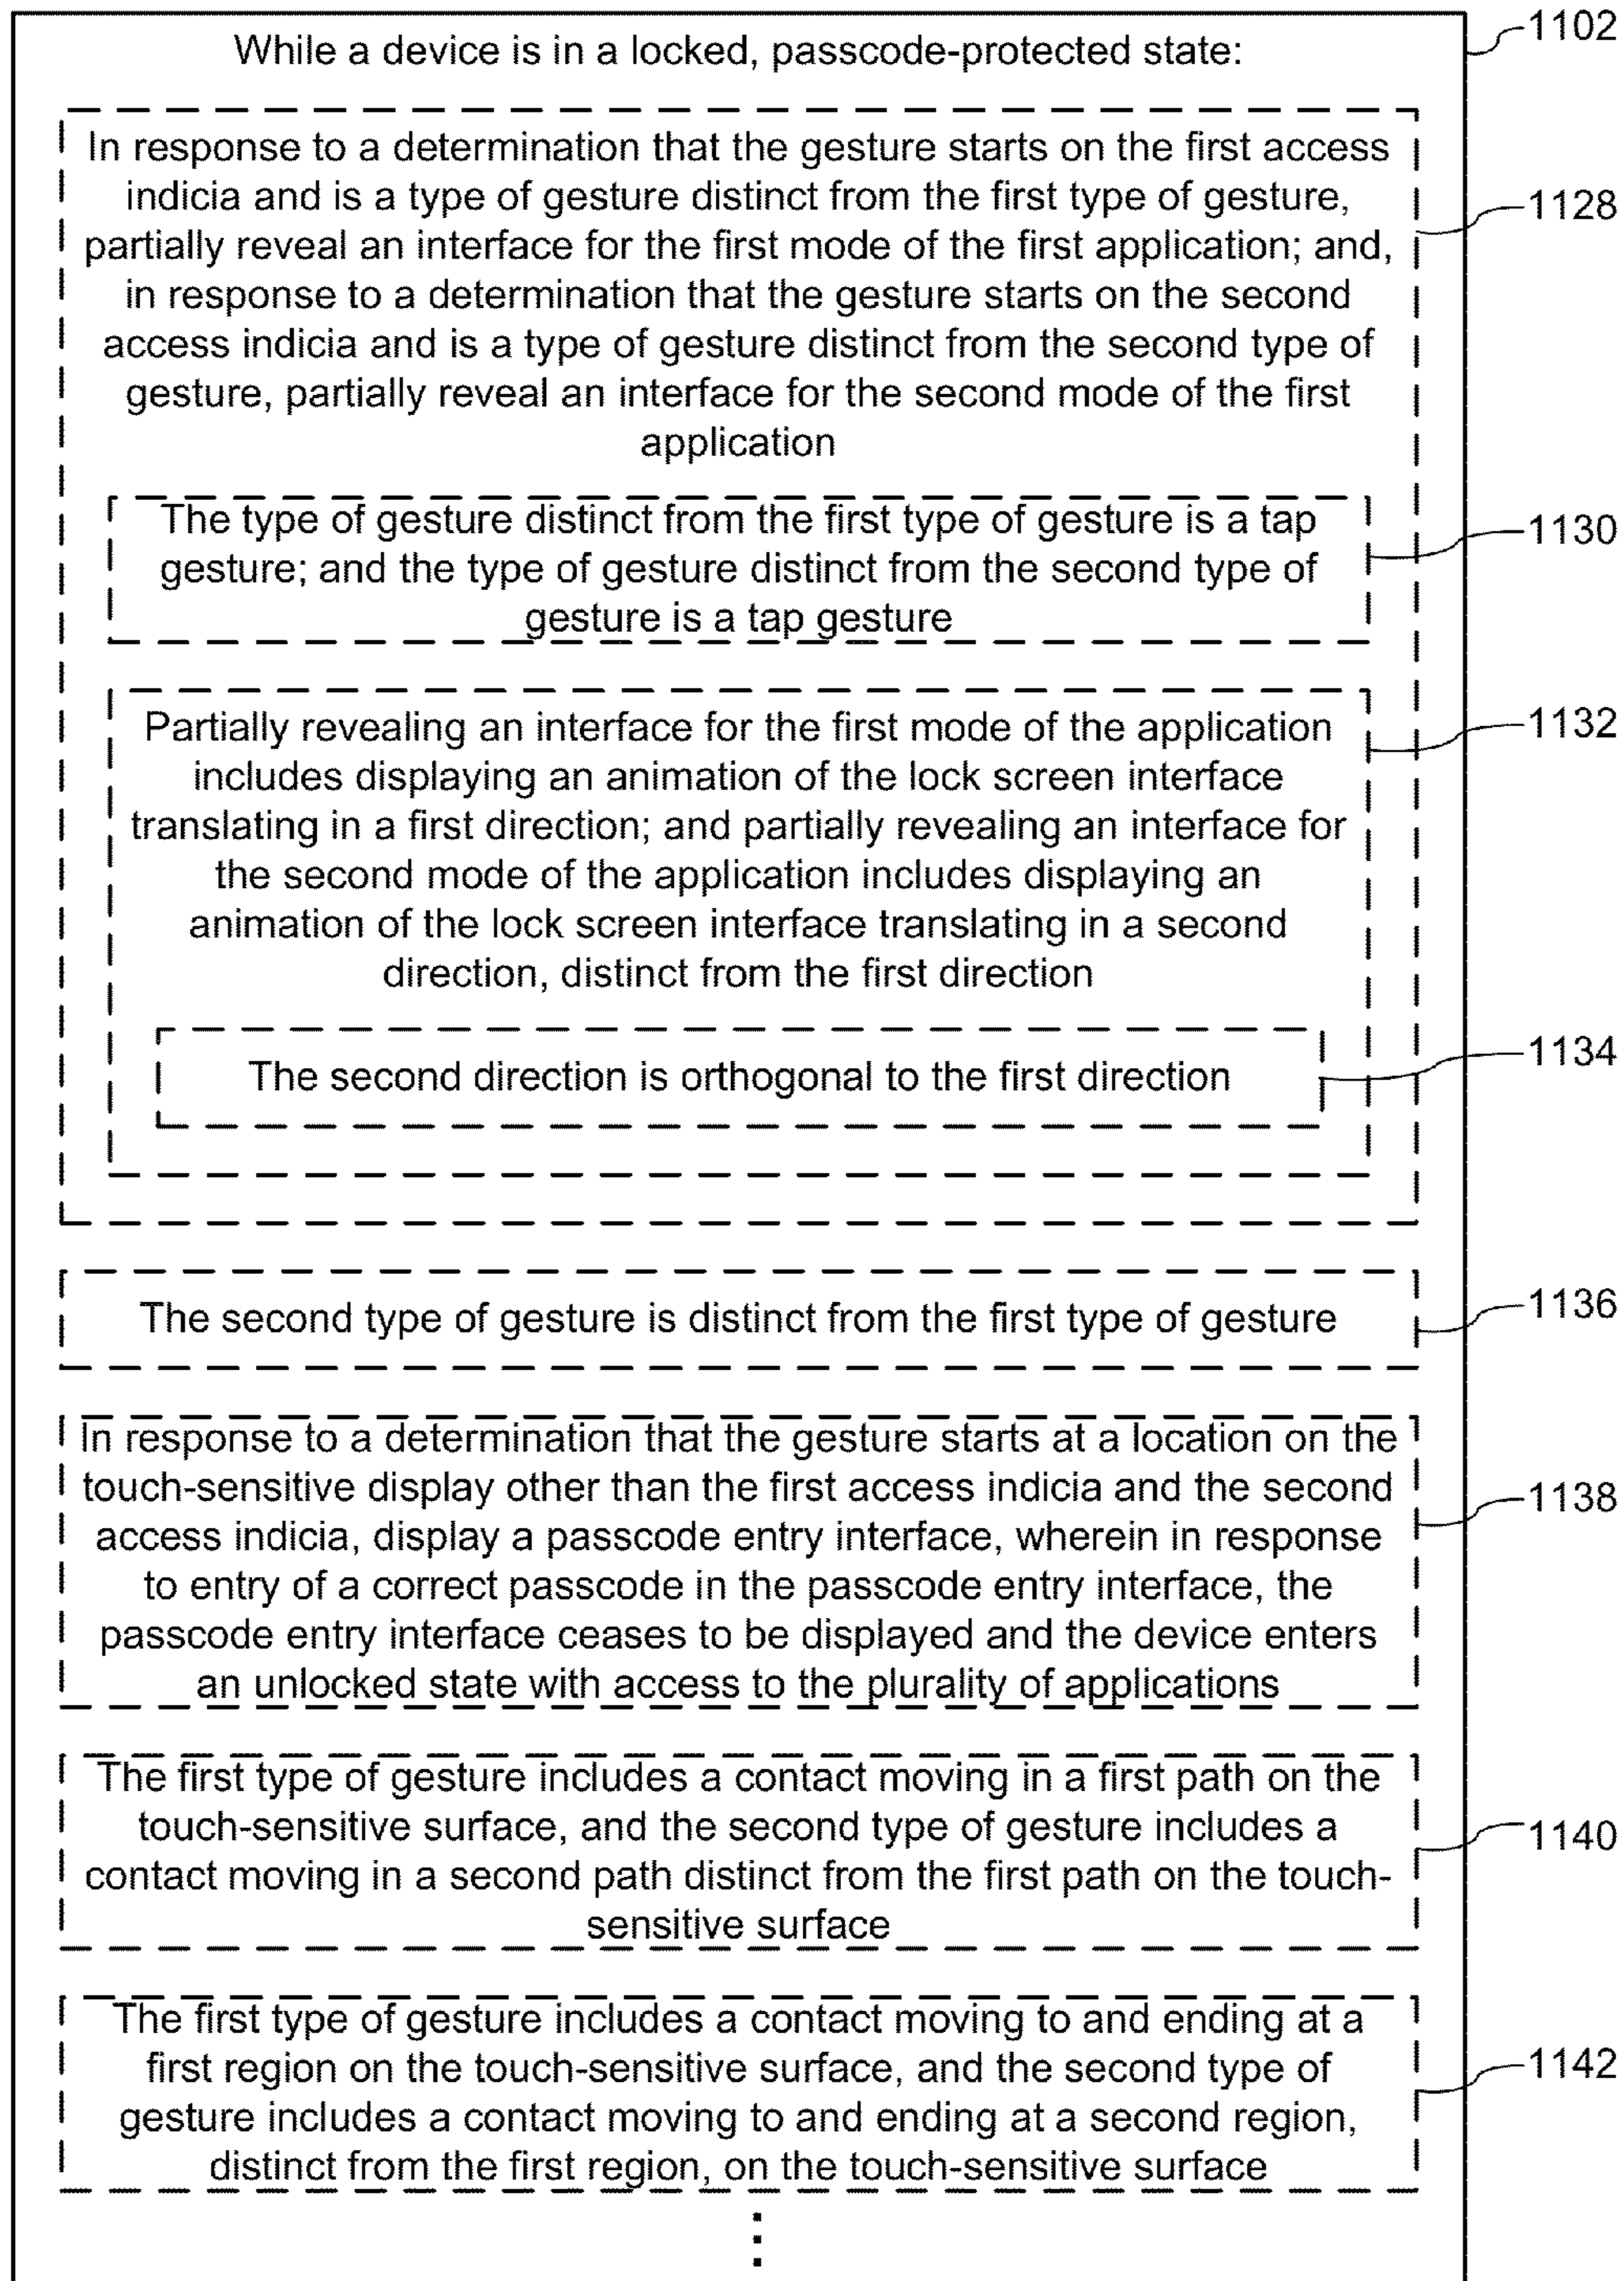 While a device is in a locked, passcode-protected state:
1102
In response to a determination that the gesture starts on the first access
indicia and is a type of gesture distinct from the first type of gesture,
partially reveal an interface for the first mode of the first application; and,
in response to a determination that the gesture starts on the second
access indicia and is a type of gesture distinct from the second type of
gesture, partially reveal an interface for the second mode of the first
application
1128
The type of gesture distinct from the first type of gesture is a tap
gesture; and the type of gesture distinct from the second type of
gesture is a tap gesture
1130
Partially revealing an interface for the first mode of the application
includes displaying an animation of the lock screen interface
translating in a first direction; and partially revealing an interface for
the second mode of the application includes displaying an
animation of the lock screen interface translating in a second
direction, distinct from the first direction
1132
The second direction is orthogonal to the first direction
1134
The second type of gesture is distinct from the first type of gesture
1136
In response to a determination that the gesture starts at a location on the
touch-sensitive display other than the first access indicia and the second
access indicia, display a passcode entry interface, wherein in response
to entry of a correct passcode in the passcode entry interface, the
passcode entry interface ceases to be displayed and the device enters
an unlocked state with access to the plurality of applications
1138
The first type of gesture includes a contact moving in a first path on the
touch-sensitive surface, and the second type of gesture includes a
contact moving in a second path distinct from the first path on the touch-
sensitive surface
1140
The first type of gesture includes a contact moving to and ending at a
first region on the touch-sensitive surface, and the second type of
gesture includes a contact moving to and ending at a second region,
distinct from the first region, on the touch-sensitive surface
1142